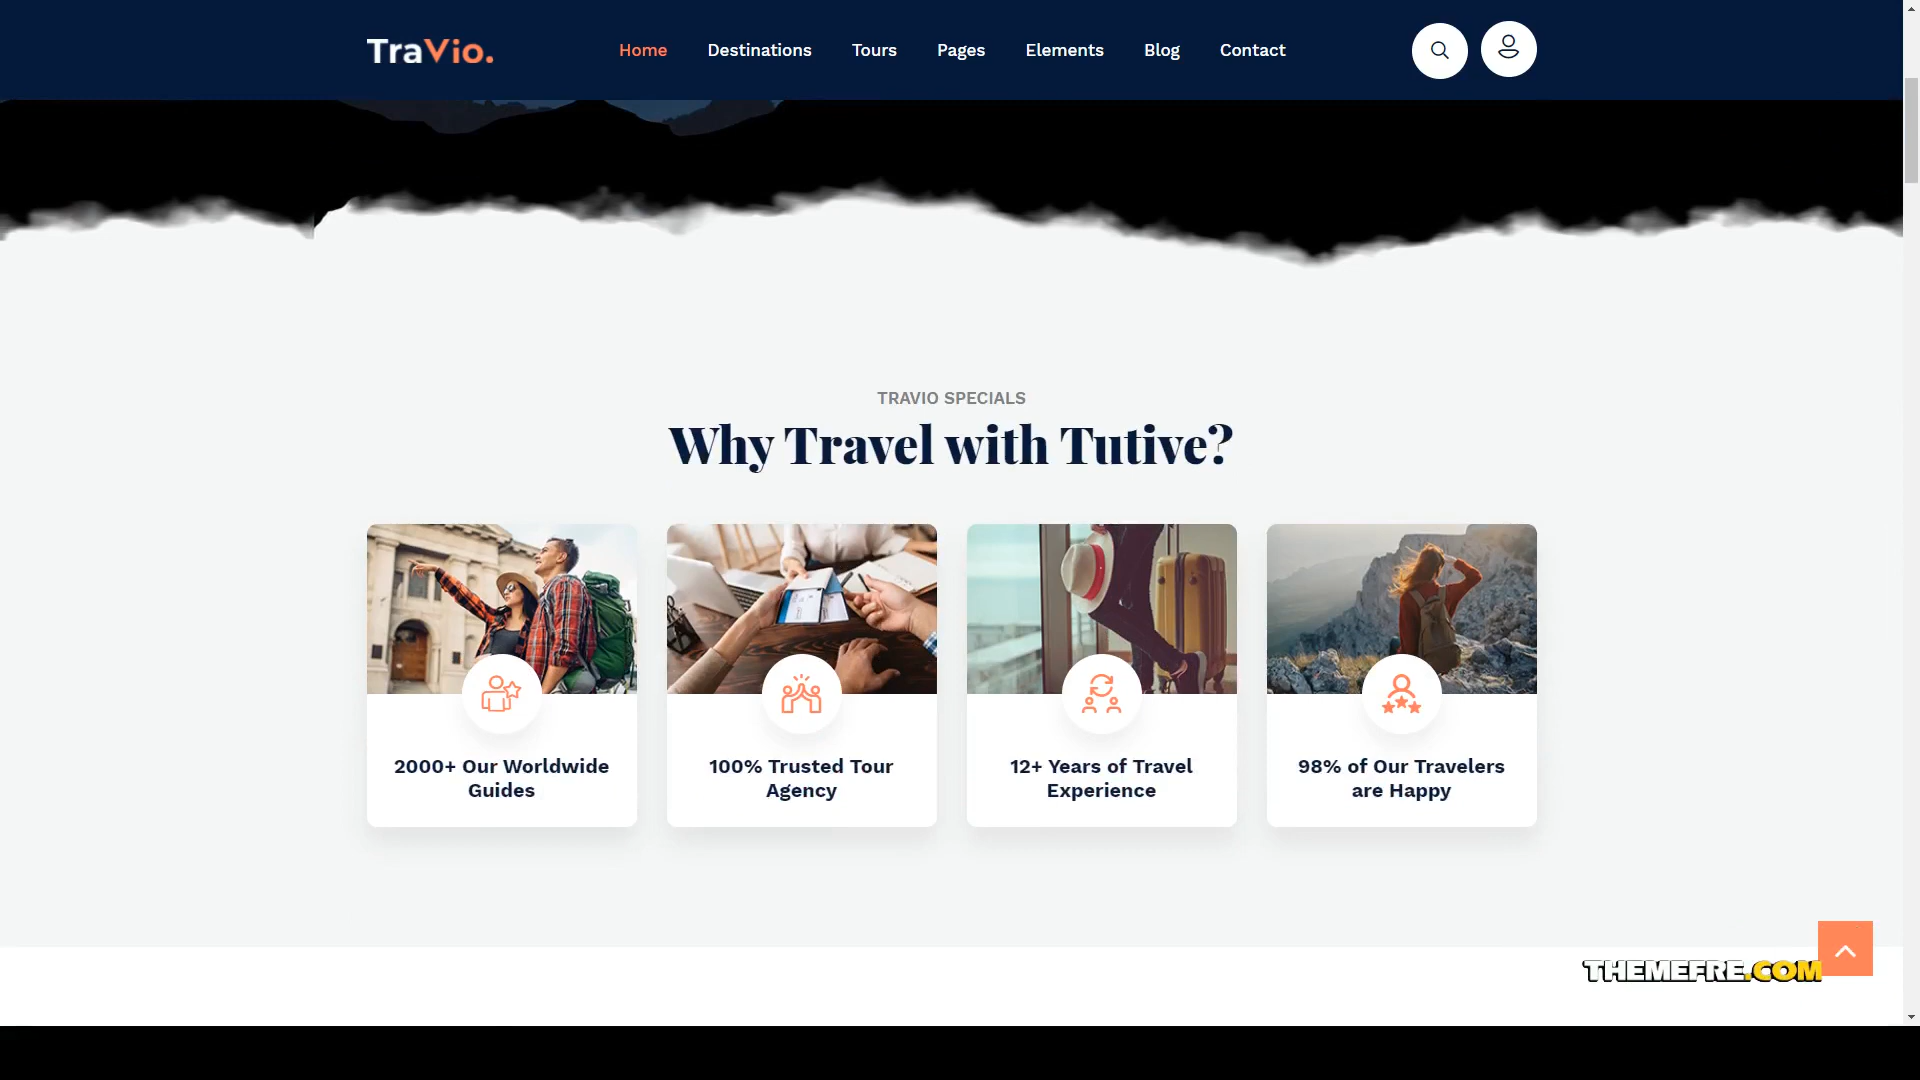 TraVio.
Home Destinations Tours Pages Elements Blog Contact
TRAVIO SPECIALS
Why Travel with Tutive?
2000+ Our Worldwide
Guides
100% Trusted Tour
Agency
12+ Years of Travel
Experience
98% of Our Travelers
are Happy
THEMEFRE.COM